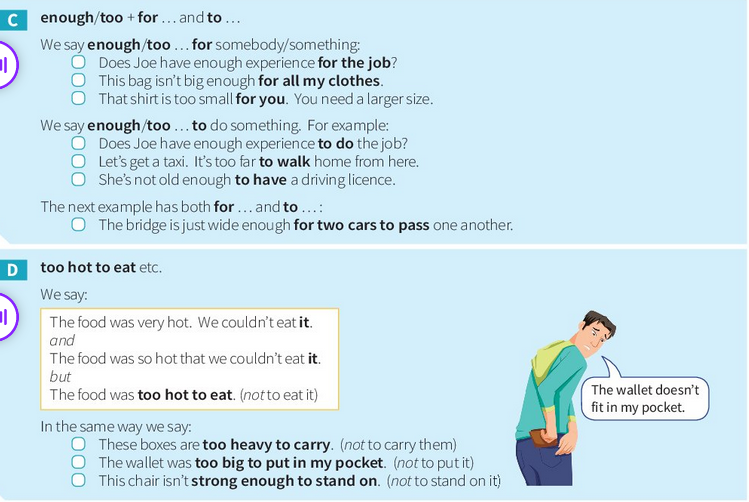 C
enough/too + for … and to …
We say enough/too … for somebody/something:
Does Joe have enough experience for the job?
This bag isn't big enough for all my clothes.
That shirt is too small for you. You need a larger size.
We say enough/too … to do something. For example:
Does Joe have enough experience to do the job?
Let's get a taxi. It's too far to walk home from here.
She's not old enough to have a driving licence.
The next example has both for … and to … :
The bridge is just wide enough for two cars to pass one another.
D
too hot to eat etc.
We say:
The food was very hot. We couldn't eat it.
and
The food was so hot that we couldn't eat it.
but
The food was too hot to eat. (not to eat it)
In the same way we say:
These boxes are too heavy to carry. (not to carry them)
The wallet was too big to put in my pocket. (not to put it)
This chair isn't strong enough to stand on. (not to stand on it)
The wallet doesn't
fit in my pocket.